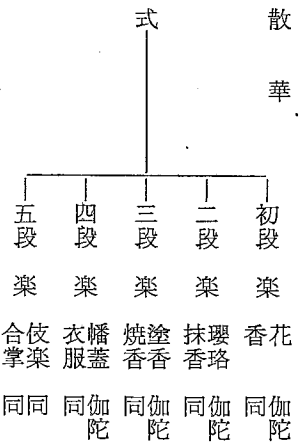 散華
式
初段 楽 花 伽陀
香 同
二段 楽 瓔珞 伽陀
抹香 同
三段 楽 塗香 伽陀
焼香 同
四段 楽 幡蓋 伽陀
衣服 同
五段 楽 伎楽 同
合掌 同